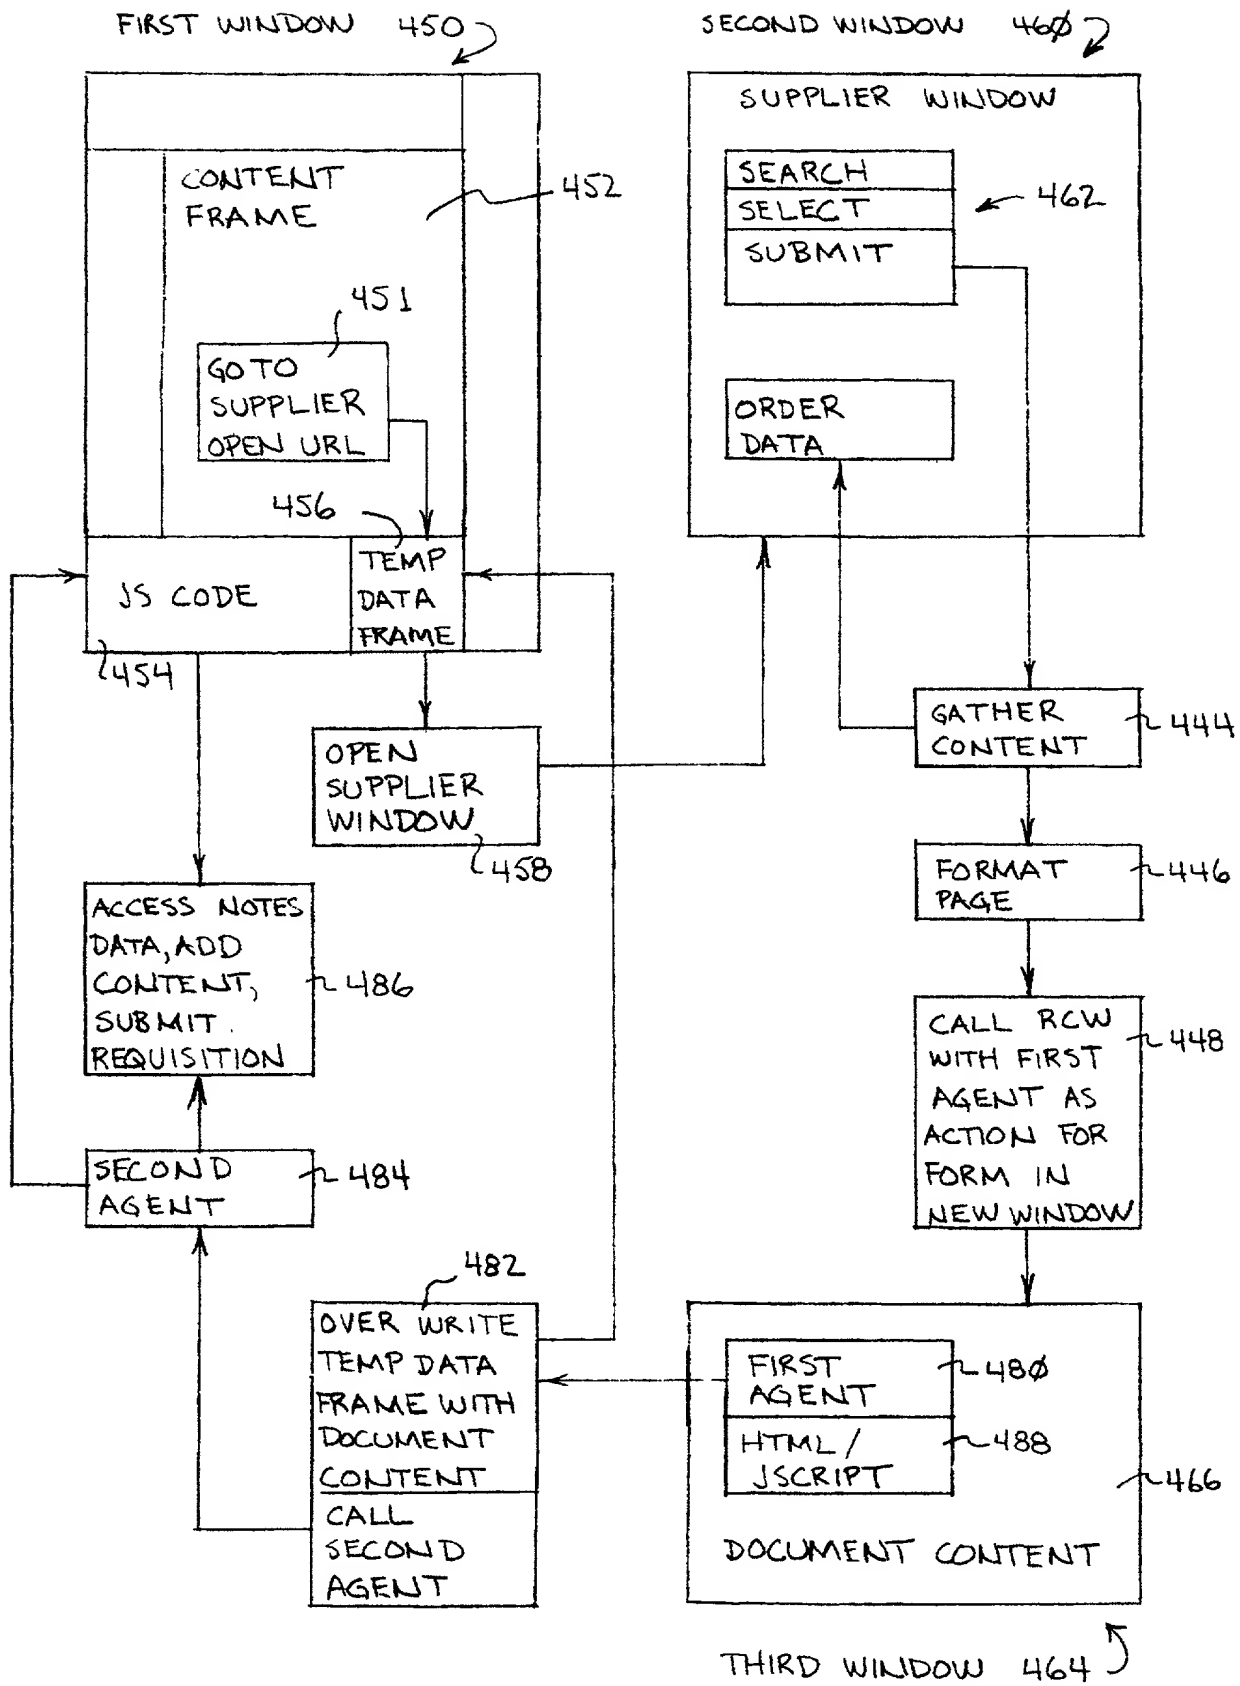 FIRST WINDOW 450
SECOND WINDOW 46Ø
SUPPLIER WINDOW
SEARCH
SELECT
SUBMIT
462
ORDER
DATA
CONTENT
FRAME
452
451
GO TO
SUPPLIER
OPEN URL
456
TEMP
DATA
FRAME
JS CODE
454
OPEN
SUPPLIER
WINDOW
458
GATHER
CONTENT
444
FORMAT
PAGE
446
ACCESS NOTES
DATA, ADD
CONTENT,
SUBMIT
REQUISITION
486
CALL RCW
WITH FIRST
AGENT AS
ACTION FOR
FORM IN
NEW WINDOW
448
SECOND
AGENT
484
482
OVER WRITE
TEMP DATA
FRAME WITH
DOCUMENT
CONTENT
CALL
SECOND
AGENT
FIRST
AGENT
48Ø
HTML/
JSCRIPT
488
466
DOCUMENT CONTENT
THIRD WINDOW 464